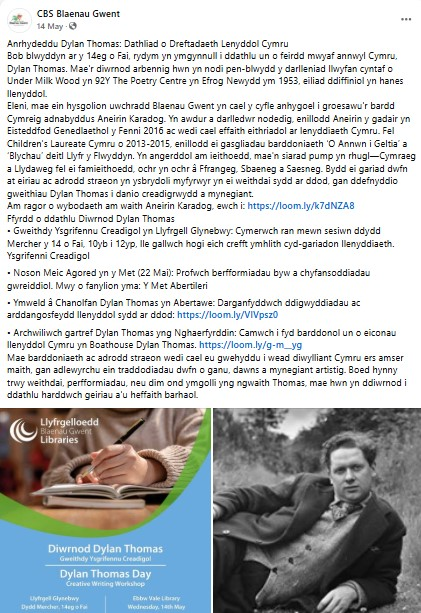 CBS Blaenau Gwent
14 May ·
Anrhydeddu Dylan Thomas: Dathliad o Dreftadaeth Lenyddol Cymru
Bob blwyddyn ar y 14eg o Fai, rydym yn ymgynnull i ddathlu un o feirdd mwyaf annwyl Cymru,
Dylan Thomas. Mae'r diwrnod arbennig hwn yn nodi pen-blwydd y darlleniad llwyfan cyntaf o
Under Milk Wood yn 92Y The Poetry Centre yn Efrog Newydd ym 1953, eiliad ddiffiniol yn hanes
llenyddol.
Eleni, mae ein hysgolion uwchradd Blaenau Gwent yn cael y cyfle anhygoel i groesawu'r bardd
Cymreig adnabyddus Aneirin Karadog. Yn awdur a darlledwr nodedig, enillodd Aneirin y gadair yn
Eisteddfod Genedlaethol y Fenni 2016 ac wedi cael effaith eithriadol ar lenyddiaeth Cymru. Fel
Children's Laureate Cymru o 2013-2015, enillodd ei gasgliadau barddoniaeth 'O Annwn i Geltia' a
'Blychau' deitl Llyfr y Flwyddyn. Yn angerddol am ieithoedd, mae'n siarad pump yn rhugl—Cymraeg
a Llydaweg fel ei famieithoedd, ochr yn ochr â Ffrangeg, Sbaeneg a Saesneg. Bydd ei gariad dwfn
at eiriau ac adrodd straeon yn ysbrydoli myfyrwyr yn ei weithdai sydd ar ddod, gan ddefnyddio
gweithiau Dylan Thomas i danio creadigrwydd a mynegiant.
Am ragor o wybodaeth am waith Aneirin Karadog, ewch i: https://loom.ly/k7dNZA8
Ffyrdd o ddathlu Diwrnod Dylan Thomas
• Gweithdy Ysgrifennu Creadigol yn Llyfrgell Glynebwy: Cymerwch ran mewn sesiwn ddydd
Mercher y 14 o Fai, 10yb i 12yp, lle gallwch hogi eich crefft ymhlith cyd-gariadon llenyddiaeth.
Ysgrifenni Creadigol
• Noson Meic Agored yn y Met (22 Mai): Profwch berfformiadau byw a chyfansoddiadau
gwreiddiol. Mwy o fanylion yma: Y Met Abertileri
• Ymweld â Chanolfan Dylan Thomas yn Abertawe: Darganfyddwch ddigwyddiadau ac
arddangosfeydd llenyddol sydd ar ddod: https://loom.ly/VlVpsz0
• Archwiliwch gartref Dylan Thomas yng Nghaerfyrddin: Camwch i fyd barddonol un o eiconau
llenyddol Cymru yn Boathouse Dylan Thomas. https://loom.ly/g-m__yg
Mae barddoniaeth ac adrodd straeon wedi cael eu gwehyddu i wead diwylliant Cymru ers amser
maith, gan adlewyrchu ein traddodiadau dwfn o ganu, dawns a mynegiant artistig. Boed hynny
trwy weithdai, perfformiadau, neu dim ond ymgolli yng ngwaith Thomas, mae hwn yn ddiwrnod i
ddathlu harddwch geiriau a'u heffaith barhaol.
Llyfrgelloedd
Blaenau Gwent
Libraries
Diwrnod Dylan Thomas
Gweithdy Ysgrifennu Creadigol
Dylan Thomas Day
Creative Writing Workshop
Llyfrgell Glynebwy
Dydd Mercher, 14eg o Fai
Ebbw Vale Library
Wednesday, 14th May